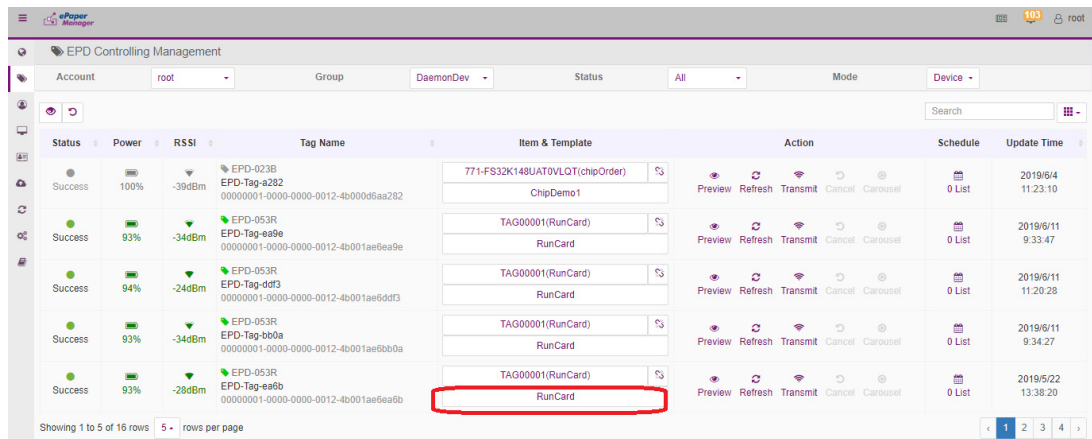 ePaper
Manager
103 root
EPD Controlling Management
Account root Group DaemonDev Status All Mode Device
Search
Status Power RSSI Tag Name Item & Template Action Schedule Update Time
EPD-023B
Success 100% -39dBm EPD-Tag-a282 771-FS32K148UAT0VLQT(chipOrder) Preview Refresh Transmit Cancel Carousel 0 List 2019/6/4
00000001-0000-0000-0012-4b000d6aa282 ChipDemo1 11:23:10
EPD-053R
Success 93% -34dBm EPD-Tag-ea9e TAG00001(RunCard) Preview Refresh Transmit Cancel Carousel 0 List 2019/6/11
00000001-0000-0000-0012-4b001ae6ea9e RunCard 9:33:47
EPD-053R
Success 94% -24dBm EPD-Tag-ddf3 TAG00001(RunCard) Preview Refresh Transmit Cancel Carousel 0 List 2019/6/11
00000001-0000-0000-0012-4b001ae6ddf3 RunCard 11:20:28
EPD-053R
Success 93% -34dBm EPD-Tag-bb0a TAG00001(RunCard) Preview Refresh Transmit Cancel Carousel 0 List 2019/6/11
00000001-0000-0000-0012-4b001ae6bb0a RunCard 9:34:27
EPD-053R
Success 93% -28dBm EPD-Tag-ea6b TAG00001(RunCard) Preview Refresh Transmit Cancel Carousel 0 List 2019/5/22
00000001-0000-0000-0012-4b001ae6ea6b RunCard 13:38:20
Showing 1 to 5 of 16 rows 5 rows per page ‹ 1 2 3 4 ›